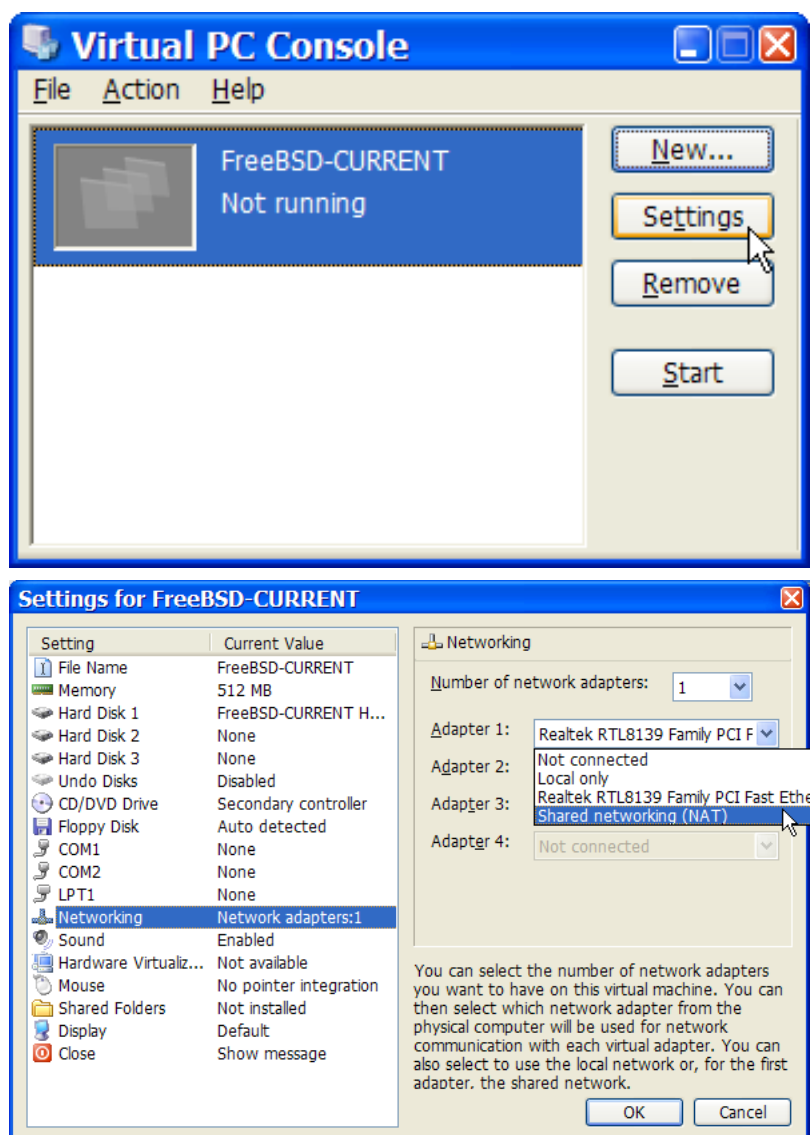 Virtual PC Console
File Action Help
FreeBSD-CURRENT
Not running
New...
Settings
Remove
Start
Settings for FreeBSD-CURRENT
Setting Current Value
File Name FreeBSD-CURRENT
Memory 512 MB
Hard Disk 1 FreeBSD-CURRENT H...
Hard Disk 2 None
Hard Disk 3 None
Undo Disks Disabled
CD/DVD Drive Secondary controller
Floppy Disk Auto detected
COM1 None
COM2 None
LPT1 None
Networking Network adapters:1
Sound Enabled
Hardware Virtualiz... Not available
Mouse No pointer integration
Shared Folders Not installed
Display Default
Close Show message
Networking
Number of network adapters: 1
Adapter 1: Realtek RTL8139 Family PCI F
Not connected
Adapter 2: Local only
Realtek RTL8139 Family PCI Fast Ethe
Adapter 3: Shared networking (NAT)
Adapter 4: Not connected
You can select the number of network adapters
you want to have on this virtual machine. You can
then select which network adapter from the
physical computer will be used for network
communication with each virtual adapter. You can
also select to use the local network or, for the first
adapter, the shared network.
OK Cancel